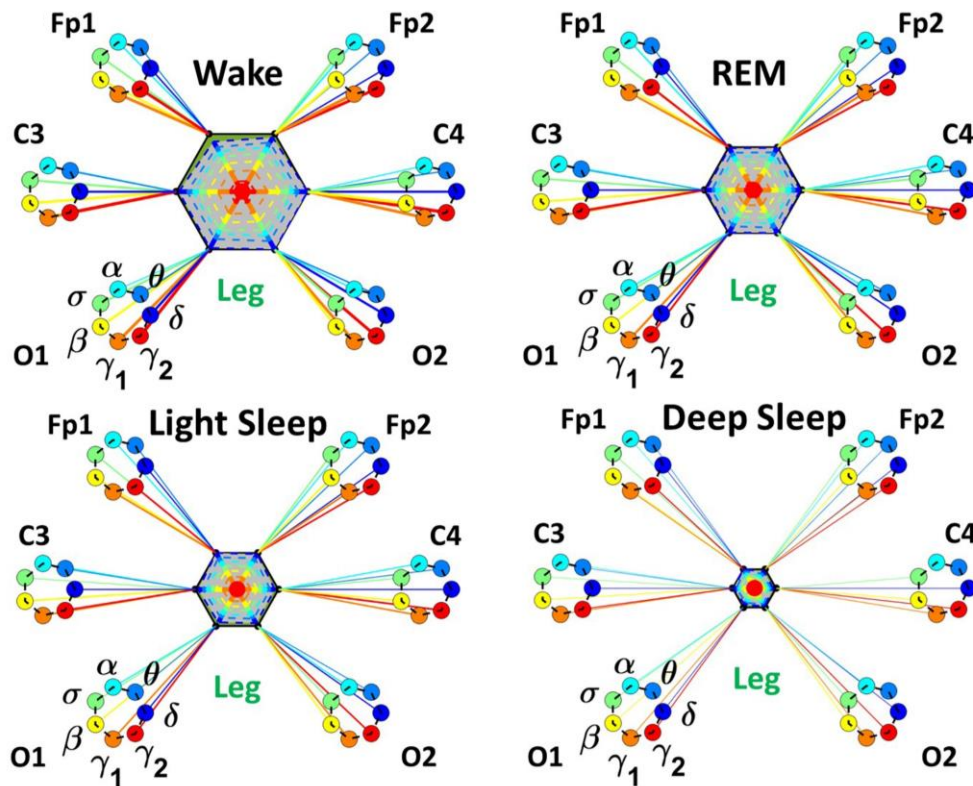 Fp1
Fp2
Wake
C3
C4
α
θ
σ
Leg
δ
β
O1
γ1
γ2
O2
Fp1
Fp2
REM
C3
C4
α
θ
σ
Leg
δ
β
O1
γ1
γ2
O2
Fp1
Light Sleep
Fp2
C3
C4
α
θ
σ
Leg
δ
β
O1
γ1
γ2
O2
Deep Sleep
Fp1
Fp2
C3
C4
α
θ
σ
Leg
δ
β
O1
γ1
γ2
O2